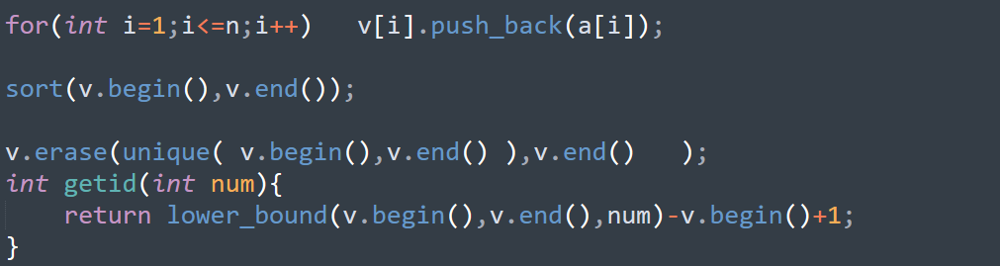 for(int i=1;i<=n;i++)   v[i].push_back(a[i]);
sort(v.begin(),v.end());
v.erase(unique( v.begin(),v.end() ),v.end()   );
int getid(int num){
    return lower_bound(v.begin(),v.end(),num)-v.begin()+1;
}